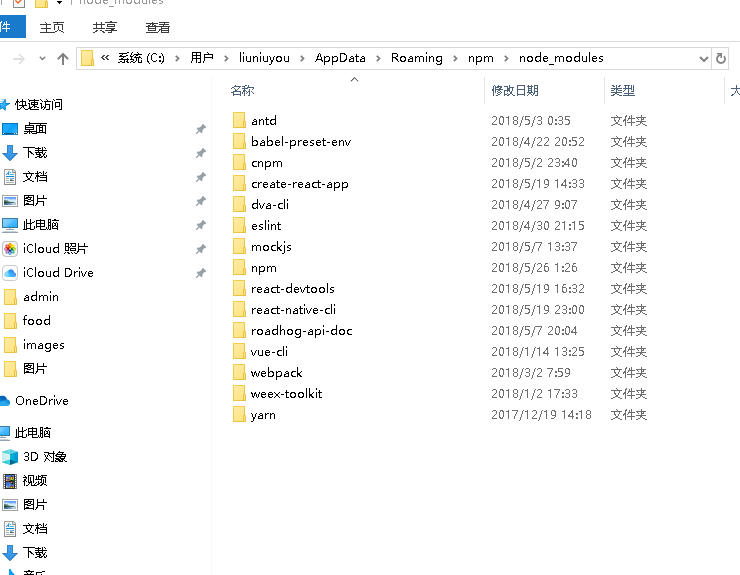 node_modules
件 主页 共享 查看
« 系统 (C:) › 用户 › liuniuyou › AppData › Roaming › npm › node_modules
名称 修改日期 类型 大
antd 2018/5/3 0:35 文件夹
babel-preset-env 2018/4/22 20:52 文件夹
cnpm 2018/5/2 23:40 文件夹
create-react-app 2018/5/19 14:33 文件夹
dva-cli 2018/4/27 9:07 文件夹
eslint 2018/4/30 21:15 文件夹
mockjs 2018/5/7 13:37 文件夹
npm 2018/5/26 1:26 文件夹
react-devtools 2018/5/19 16:32 文件夹
react-native-cli 2018/5/19 23:00 文件夹
roadhog-api-doc 2018/5/7 20:04 文件夹
vue-cli 2018/1/14 13:25 文件夹
webpack 2018/3/2 7:59 文件夹
weex-toolkit 2018/1/2 17:33 文件夹
yarn 2017/12/19 14:18 文件夹
快速访问
桌面
下载
文档
图片
此电脑
iCloud 照片
iCloud Drive
admin
food
images
图片
OneDrive
此电脑
3D 对象
视频
图片
文档
下载
音乐